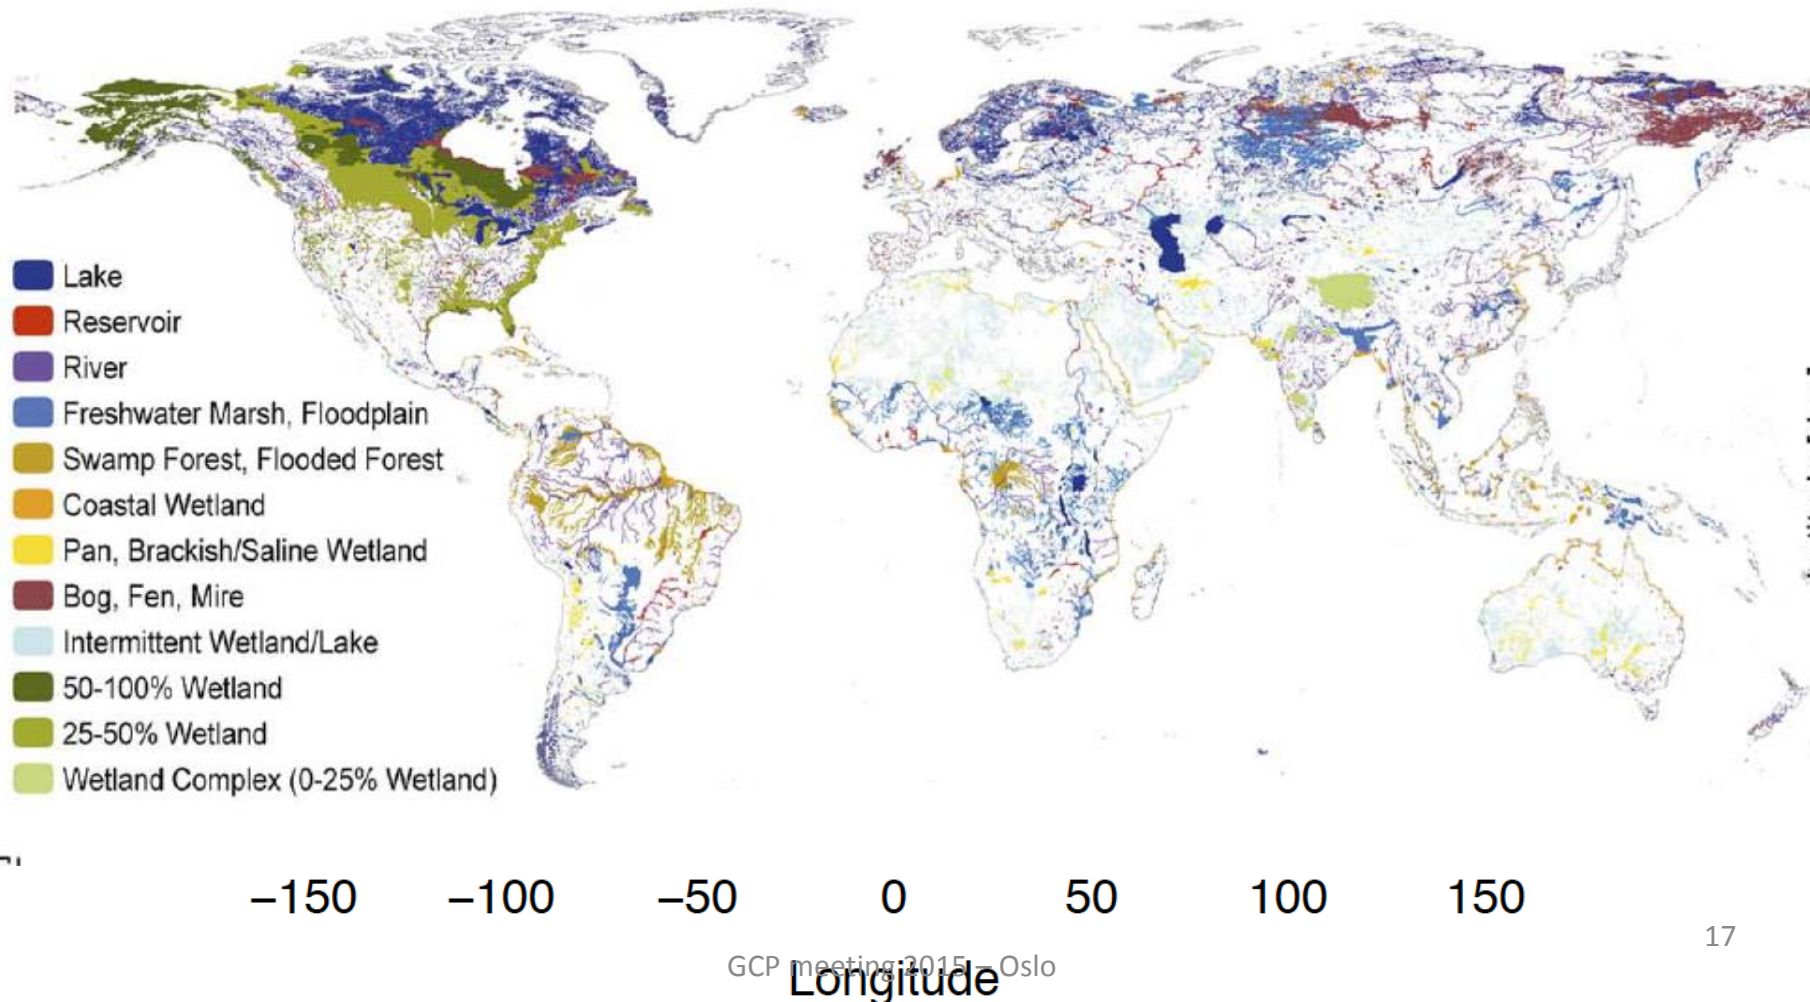 Lake
Reservoir
River
Freshwater Marsh, Floodplain
Swamp Forest, Flooded Forest
Coastal Wetland
Pan, Brackish/Saline Wetland
Bog, Fen, Mire
Intermittent Wetland/Lake
50-100% Wetland
25-50% Wetland
Wetland Complex (0-25% Wetland)
−150 −100 −50 0 50 100 150
17
GCP meeting 2015 – Oslo
Longitude